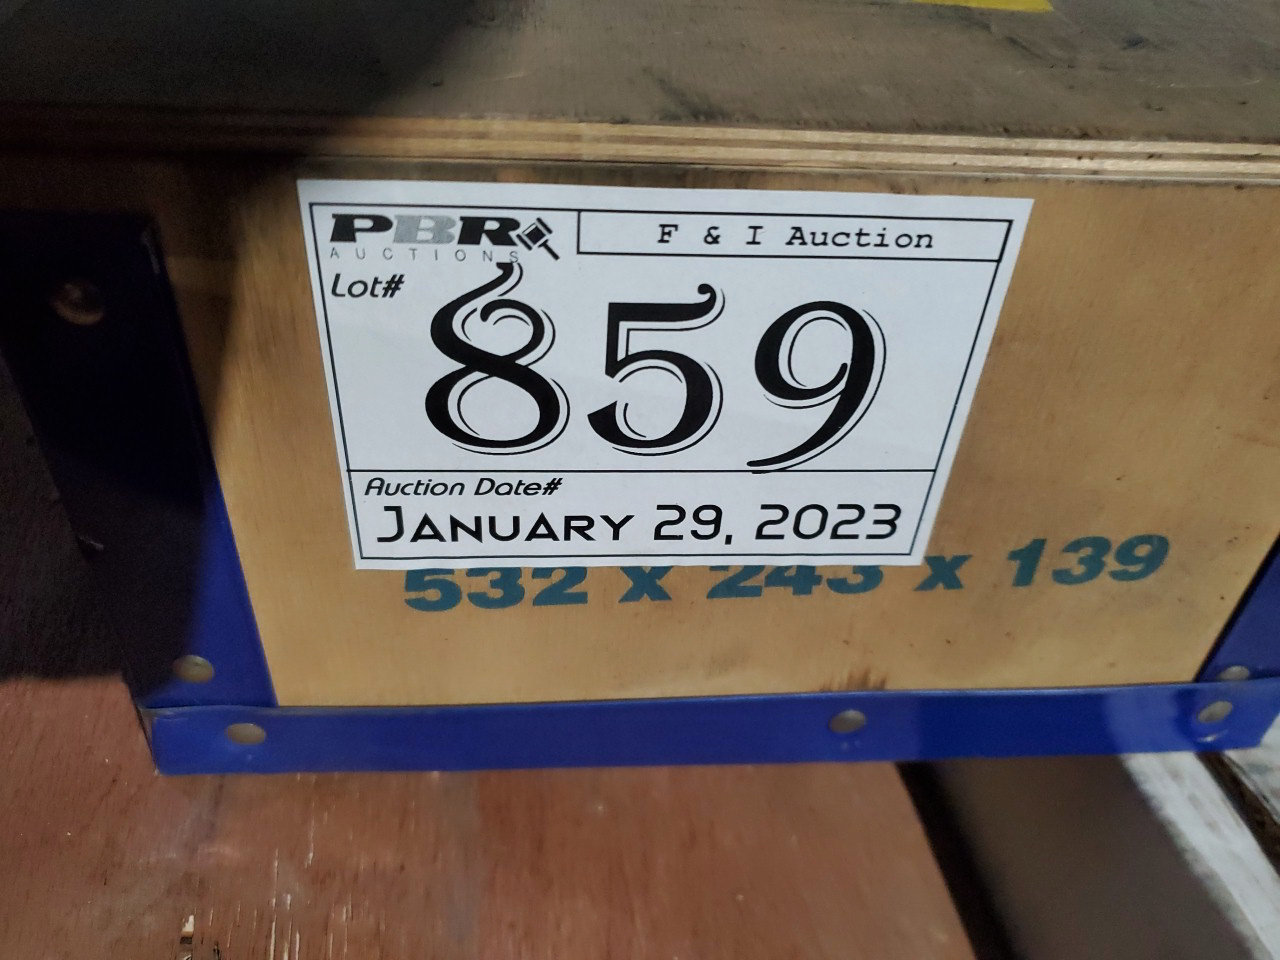 PBR
AUCTIONS
F & I Auction
Lot#
859
Auction Date#
January 29, 2023
532 x 243 x 139